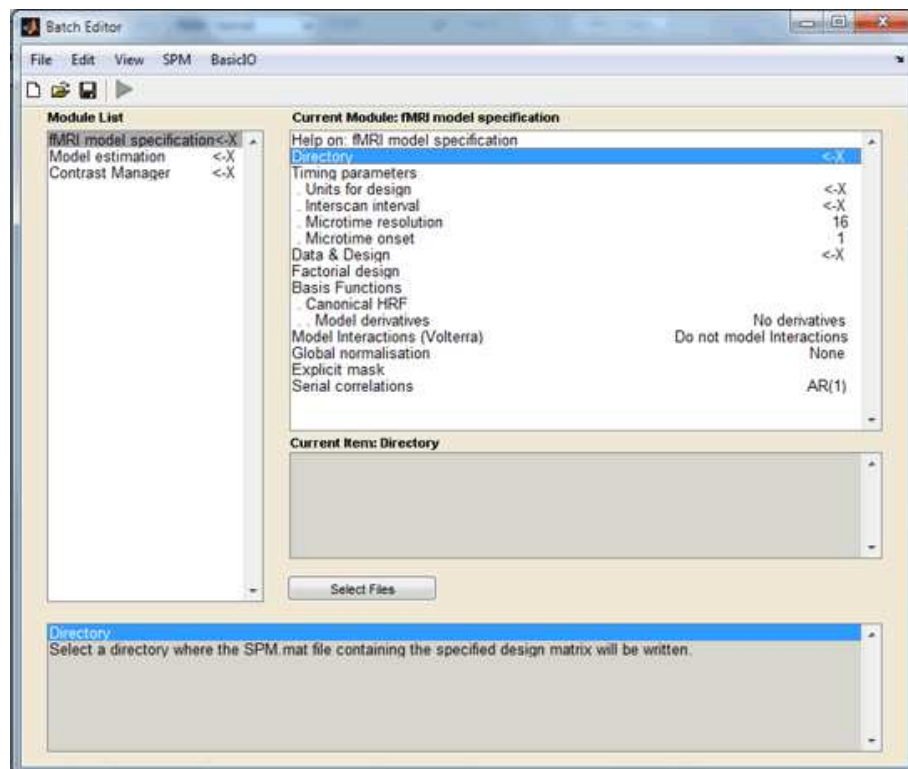 Batch Editor
File Edit View SPM BasicIO
Module List
fMRI model specification<-X
Model estimation <-X
Contrast Manager <-X
Current Module: fMRI model specification
Help on: fMRI model specification
Directory <-X
Timing parameters
. Units for design <-X
. Interscan interval <-X
. Microtime resolution 16
. Microtime onset 1
Data & Design <-X
Factorial design
Basis Functions
. Canonical HRF
. . Model derivatives No derivatives
Model Interactions (Volterra) Do not model Interactions
Global normalisation None
Explicit mask
Serial correlations AR(1)
Current Item: Directory
Select Files
Directory
Select a directory where the SPM.mat file containing the specified design matrix will be written.